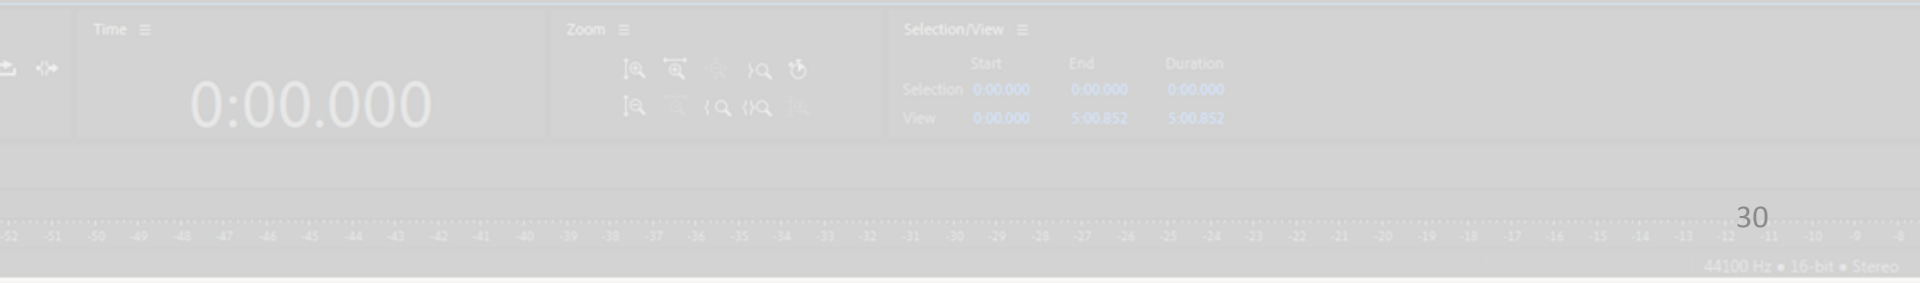 Time Zoom Selection/View
Start End Duration
0:00.000
Selection 0:00.000 0:00.000 0:00.000
View 0:00.000 5:00.852 5:00.852
30
-52 -51 -50 -49 -48 -47 -46 -45 -44 -43 -42 -41 -40 -39 -38 -37 -36 -35 -34 -33 -32 -31 -30 -29 -28 -27 -26 -25 -24 -23 -22 -21 -20 -19 -18 -17 -16 -15 -14 -13 -12 -11 -10 -9 -8
44100 Hz ● 16-bit ● Stereo